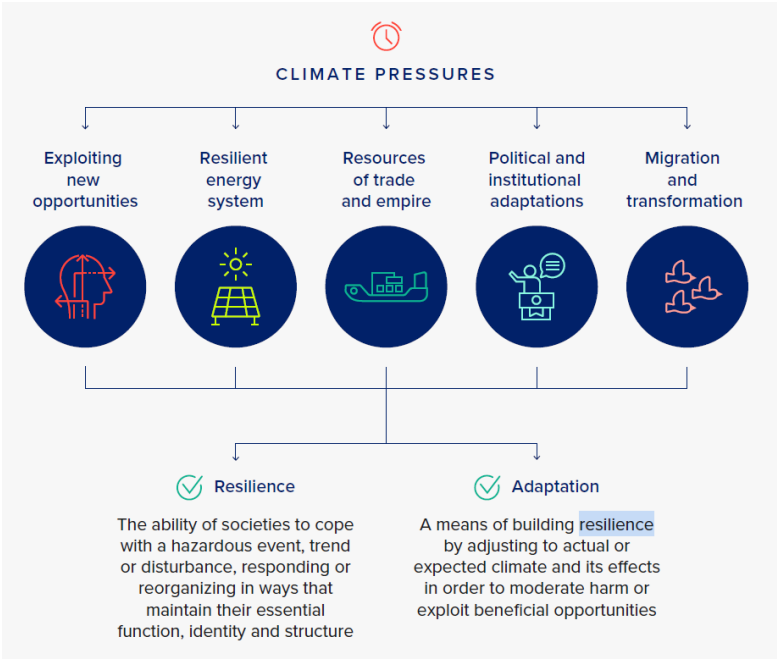 CLIMATE PRESSURES
Exploiting
new
opportunities
Resilient
energy
system
Resources
of trade
and empire
Political and
institutional
adaptations
Migration
and
transformation
Resilience
The ability of societies to cope
with a hazardous event, trend
or disturbance, responding or
reorganizing in ways that
maintain their essential
function, identity and structure
Adaptation
A means of building resilience
by adjusting to actual or
expected climate and its effects
in order to moderate harm or
exploit beneficial opportunities